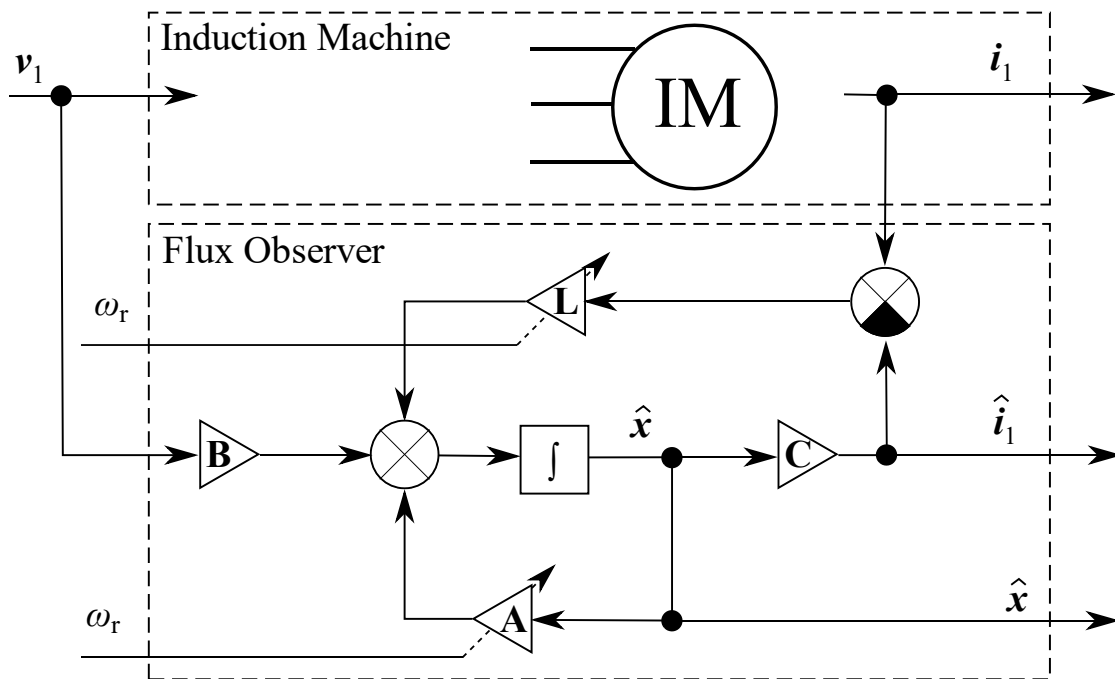 Induction Machine
v₁
IM
i₁
Flux Observer
ωᵣ
L
B
∫
x̂
C
î₁
ωᵣ
A
x̂